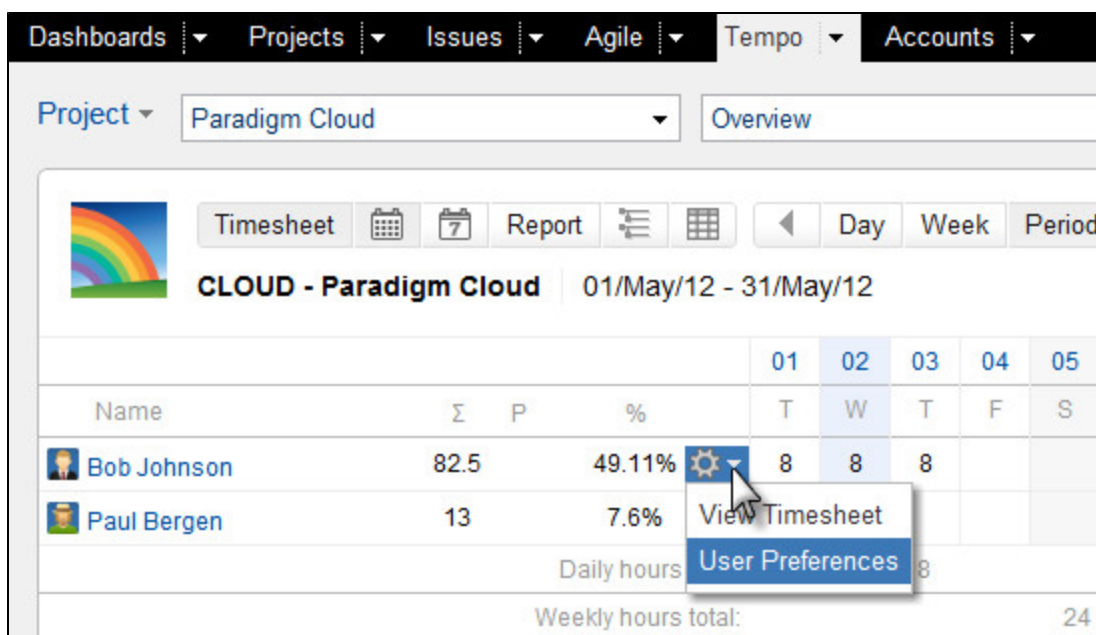 Dashboards Projects Issues Agile Tempo Accounts
Project Paradigm Cloud Overview
Timesheet 7 Report Day Week Period
CLOUD - Paradigm Cloud 01/May/12 - 31/May/12
01 02 03 04 05
Name Σ P % T W T F S
Bob Johnson 82.5 49.11% 8 8 8
Paul Bergen 13 7.6% View Timesheet
User Preferences
Daily hours 8
Weekly hours total: 24